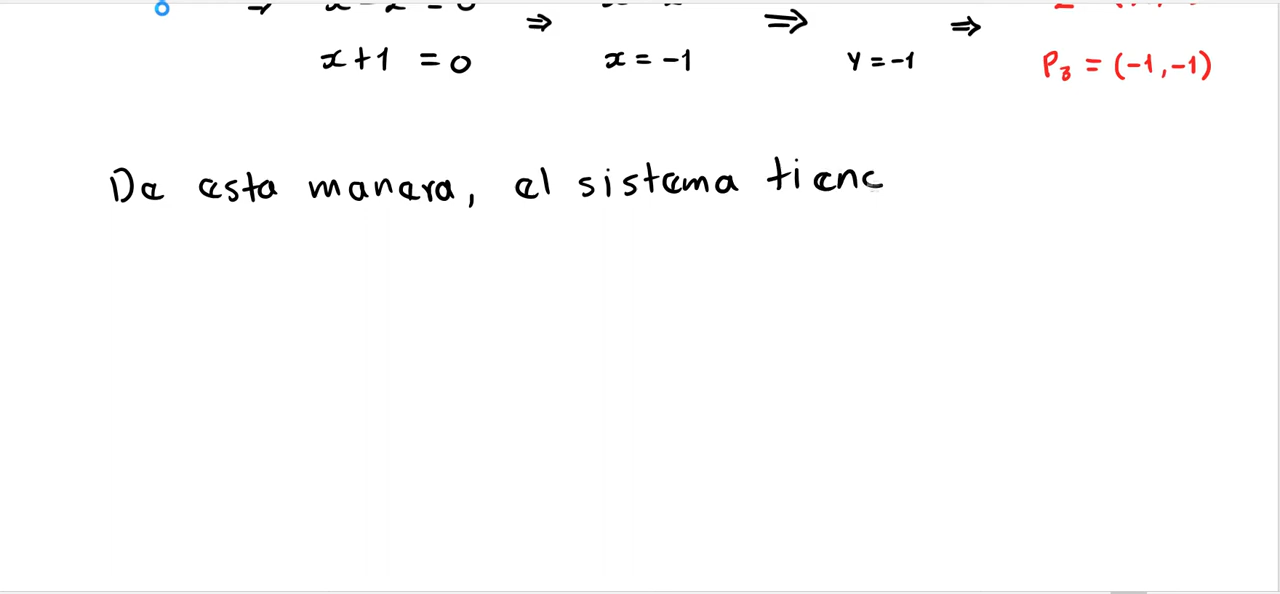 ⇒ ⇒ ⇒ ⇒
x+1 = 0 x = -1 y = -1 P₃ = (-1,-1)
De esta manera, el sistema tiene